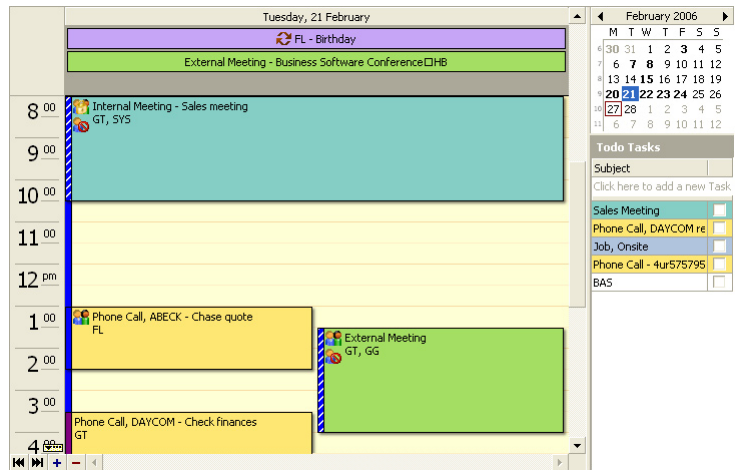 Tuesday, 21 February
FL - Birthday
External Meeting - Business Software Conference□HB
8 00
Internal Meeting - Sales meeting
GT, SYS
9 00
10 00
11 00
12 pm
1 00
Phone Call, ABECK - Chase quote
FL
External Meeting
GT, GG
2 00
3 00
Phone Call, DAYCOM - Check finances
GT
4 00
February 2006
M T W T F S S
6 30 31 1 2 3 4 5
7 6 7 8 9 10 11 12
8 13 14 15 16 17 18 19
9 20 21 22 23 24 25 26
10 27 28 1 2 3 4 5
11 6 7 8 9 10 11 12
Todo Tasks
Subject
Click here to add a new Task
Sales Meeting
Phone Call, DAYCOM re
Job, Onsite
Phone Call - 4ur575795
BAS